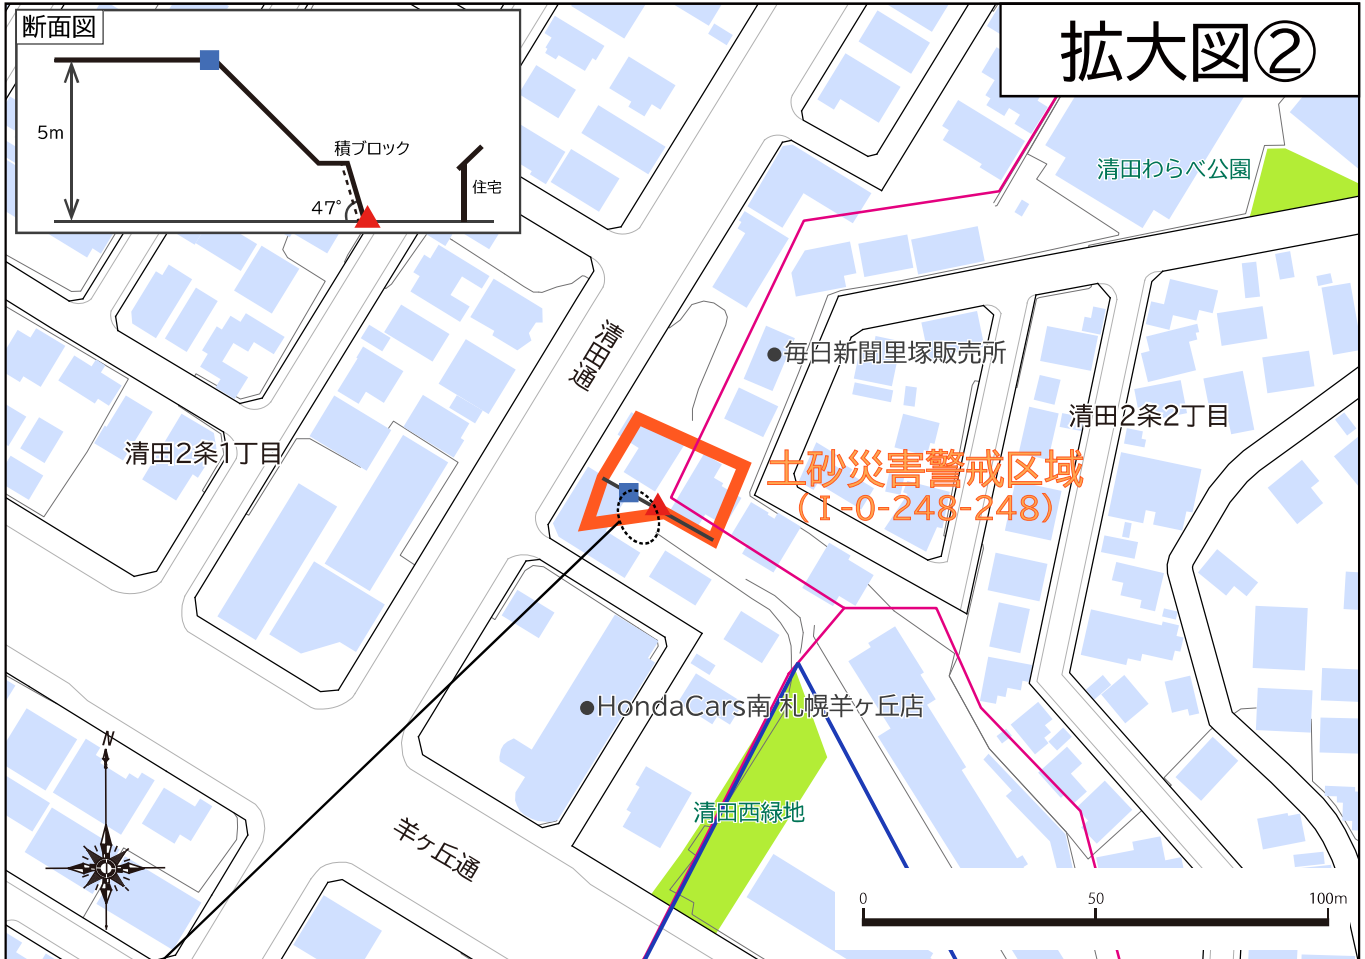 断面図
拡大図②
5m
積ブロック
47°
住宅
清田わらべ公園
清田通
●毎日新聞里塚販売所
清田2条2丁目
清田2条1丁目
土砂災害警戒区域
(Ⅰ-0-248-248)
●HondaCars南 札幌羊ヶ丘店
N
清田西緑地
羊ヶ丘通
0 50 100m